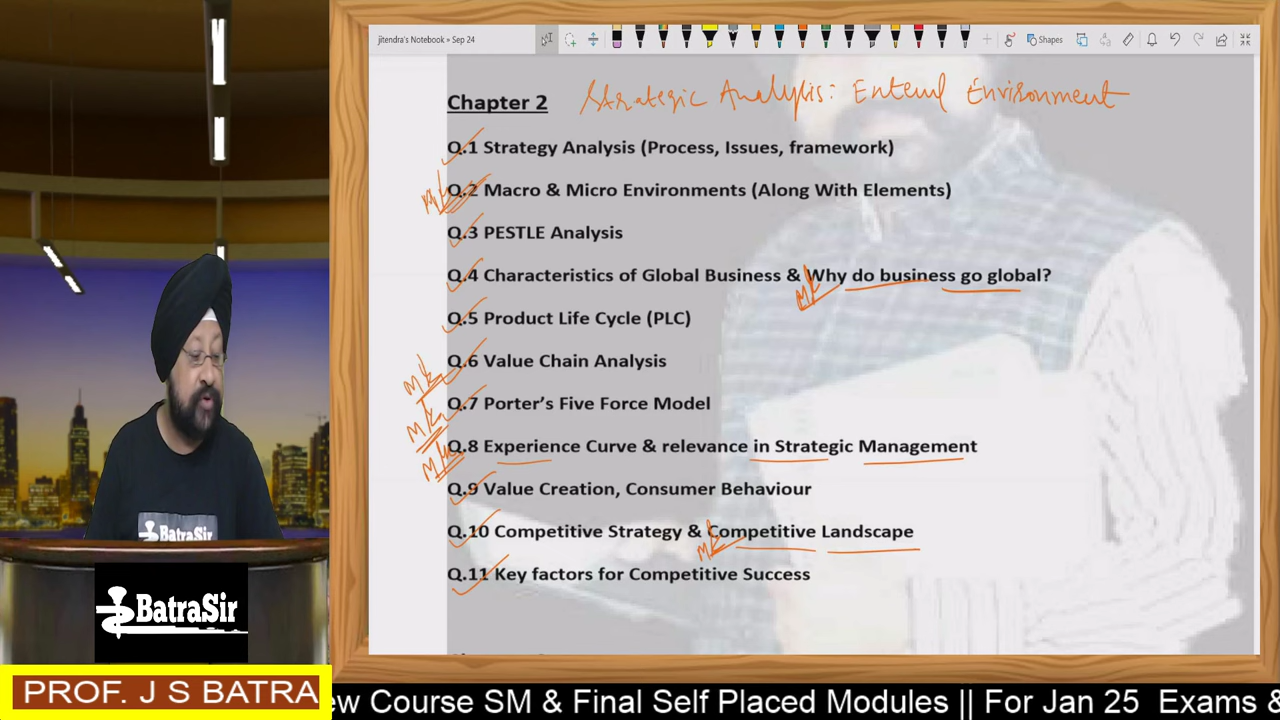 jitendra's Notebook » Sep 24
Shapes
Chapter 2 Strategic Analysis: Enternl Environment
Q.1 Strategy Analysis (Process, Issues, framework)
Q.2 Macro & Micro Environments (Along With Elements)
Q.3 PESTLE Analysis
Q.4 Characteristics of Global Business & Why do business go global?
Q.5 Product Life Cycle (PLC)
Q.6 Value Chain Analysis
Q.7 Porter's Five Force Model
Q.8 Experience Curve & relevance in Strategic Management
Q.9 Value Creation, Consumer Behaviour
Q.10 Competitive Strategy & Competitive Landscape
Q.11 Key factors for Competitive Success
BatraSir
BatraSir
PROF. J S BATRA
ew Course SM & Final Self Placed Modules || For Jan 25 Exams &